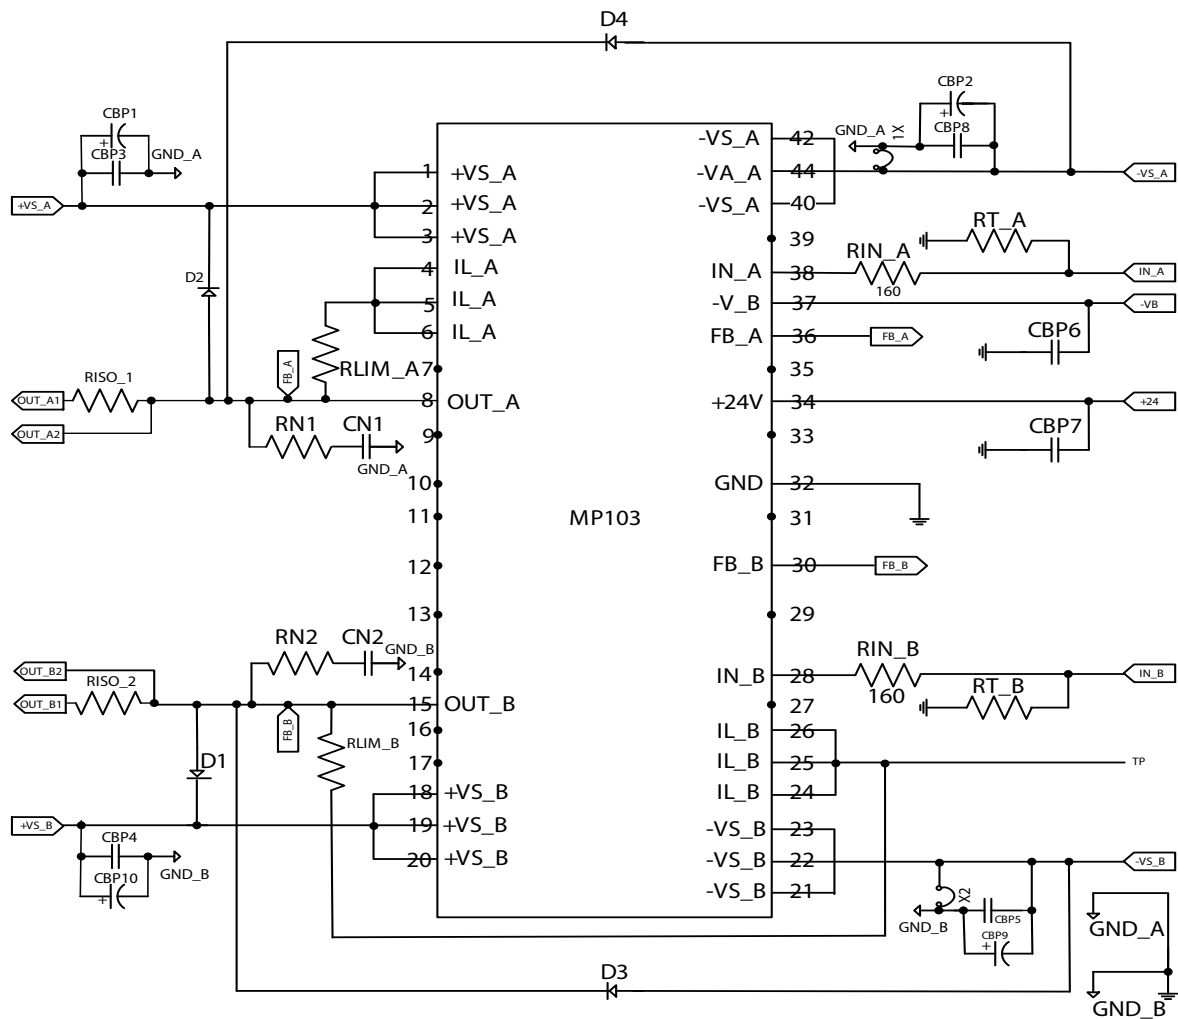 D4
CBP1
CBP3
GND_A
+VS_A
D2
OUT_A1
OUT_A2
RISO_1
FB_A
RLIM_A
RN1
CN1
GND_A
1
2
3
4
5
6
7
8
9
10
11
12
13
14
15
16
17
18
19
20
+VS_A
+VS_A
+VS_A
IL_A
IL_A
IL_A
OUT_A
MP103
OUT_B
+VS_B
+VS_B
+VS_B
RN2
CN2
GND_B
OUT_B2
OUT_B1
RISO_2
FB_B
RLIM_B
D1
+VS_B
CBP4
CBP10
GND_B
D3
-VS_A
-VA_A
-VS_A
IN_A
-V_B
FB_A
+24V
GND
FB_B
IN_B
IL_B
IL_B
IL_B
-VS_B
-VS_B
-VS_B
42
44
40
39
38
37
36
35
34
33
32
31
30
29
28
27
26
25
24
23
22
21
GND_A
1X
CBP2
+
CBP8
-VS_A
RT_A
RIN_A
160
IN_A
-VB
CBP6
FB_A
+24
CBP7
FB_B
RIN_B
160
IN_B
RT_B
TP
-VS_B
X2
GND_B
CBP5
CBP9
+
GND_A
GND_B
+
+